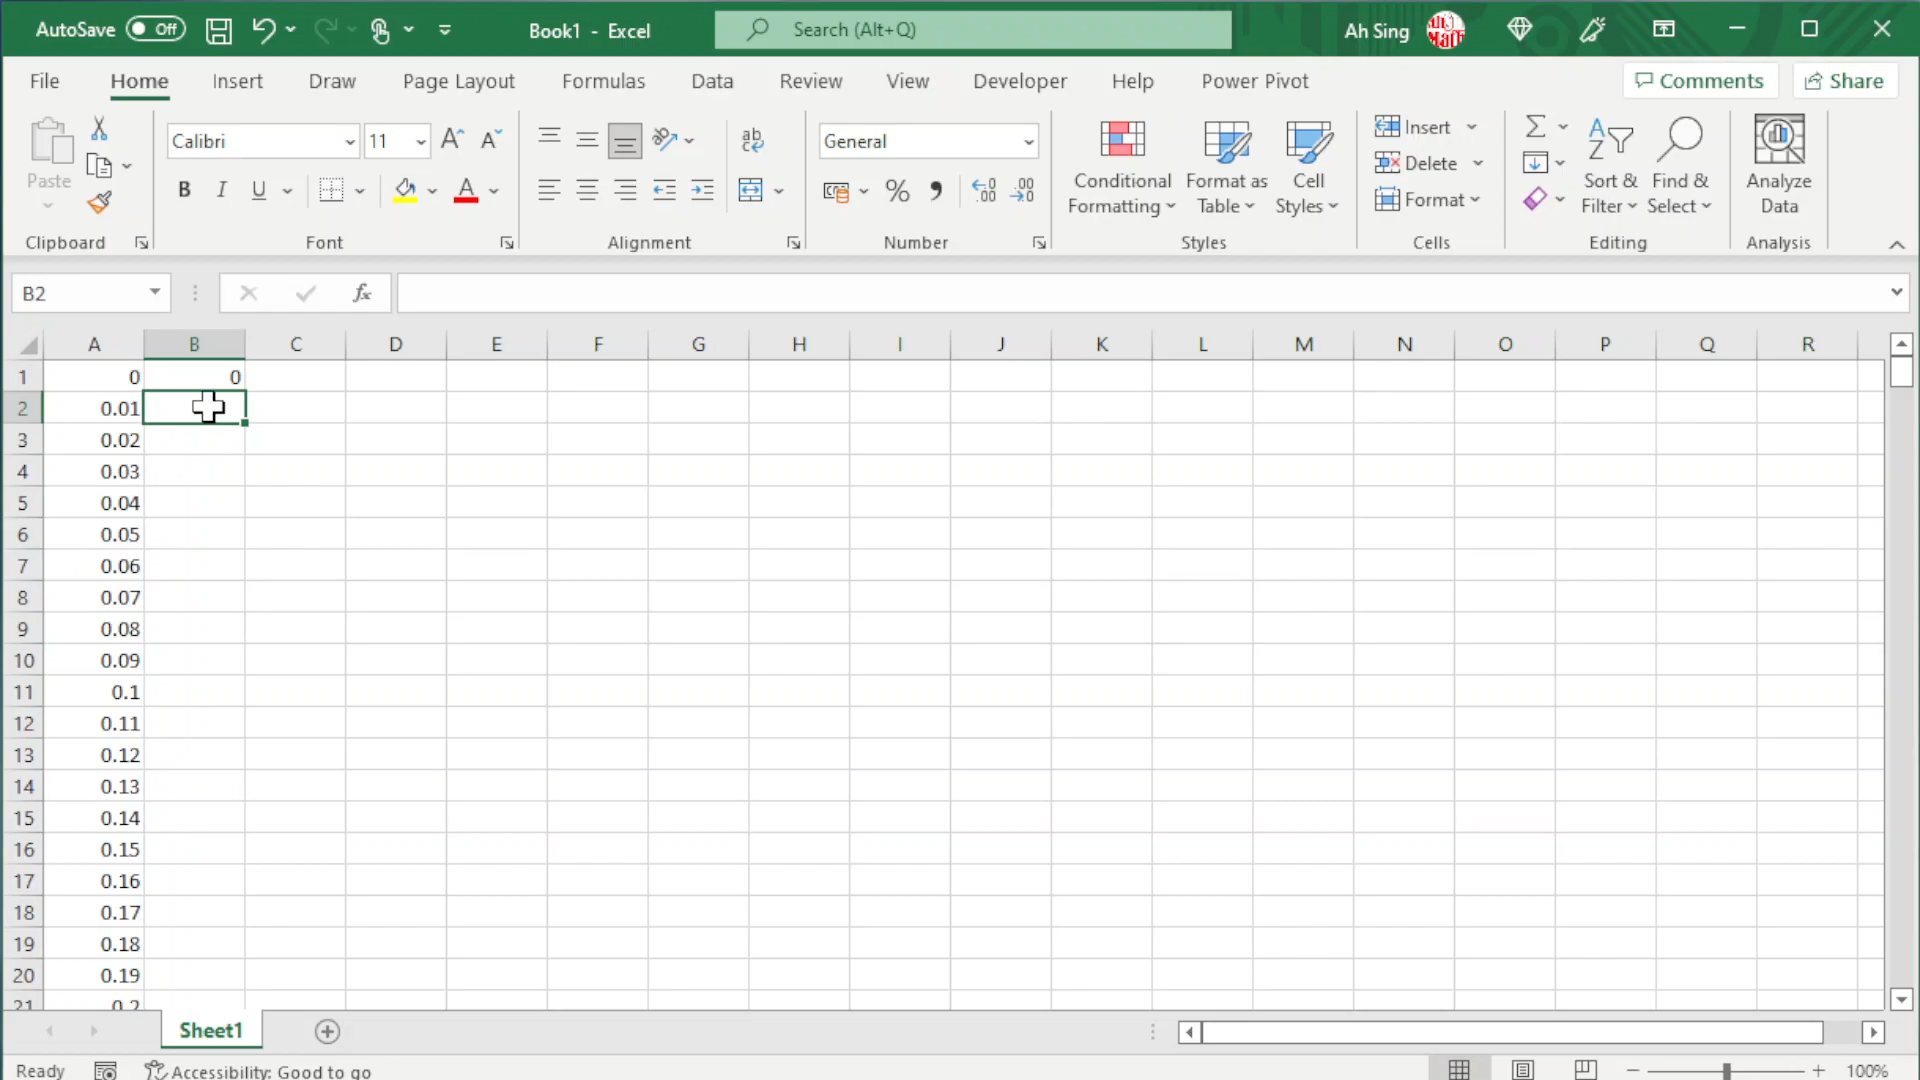 AutoSave Off Book1 - Excel Search (Alt+Q) Ah Sing
File Home Insert Draw Page Layout Formulas Data Review View Developer Help Power Pivot Comments Share
Paste
Clipboard
Calibri 11
B I U A
Font
ab
Alignment
General
% .00
Number
Conditional Formatting
Format as Table
Cell Styles
Styles
Insert
Delete
Format
Cells
Sort & Filter
Find & Select
Editing
Analyze Data
Analysis
B2 fx
A B C D E F G H I J K L M N O P Q R
1 0 0
2 0.01
3 0.02
4 0.03
5 0.04
6 0.05
7 0.06
8 0.07
9 0.08
10 0.09
11 0.1
12 0.11
13 0.12
14 0.13
15 0.14
16 0.15
17 0.16
18 0.17
19 0.18
20 0.19
21 0.2
Sheet1
Ready Accessibility: Good to go 100%